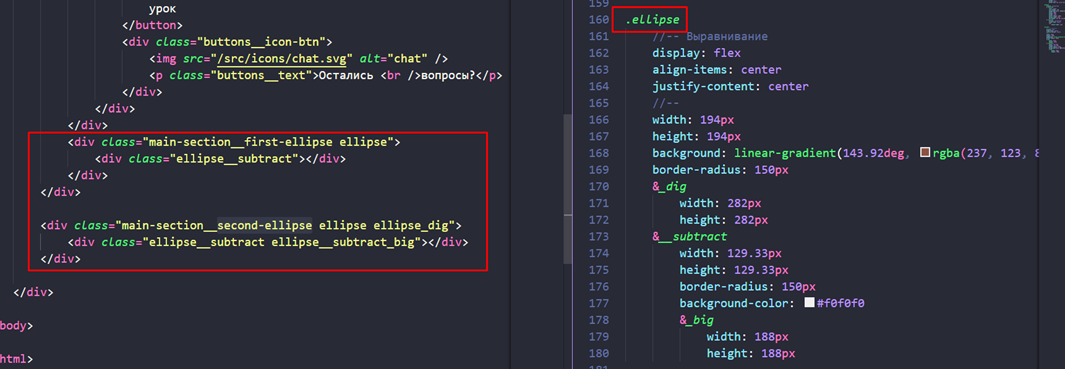 урок
</button>
<div class="buttons__icon-btn">
<img src="/src/icons/chat.svg" alt="chat" />
<p class="buttons__text">Остались <br />вопросы?</p>
</div>
</div>
</div>
<div class="main-section__first-ellipse ellipse">
<div class="ellipse__subtract"></div>
</div>
</div>
<div class="main-section__second-ellipse ellipse ellipse_dig">
<div class="ellipse__subtract ellipse__subtract_big"></div>
</div>
</div>
body>
html>
159
160 .ellipse
161 //-- Выравнивание
162 display: flex
163 align-items: center
164 justify-content: center
165 //--
166 width: 194px
167 height: 194px
168 background: linear-gradient(143.92deg, rgba(237, 123, 8
169 border-radius: 150px
170 &_dig
171 width: 282px
172 height: 282px
173 &__subtract
174 width: 129.33px
175 height: 129.33px
176 border-radius: 150px
177 background-color: #f0f0f0
178 &_big
179 width: 188px
180 height: 188px
181